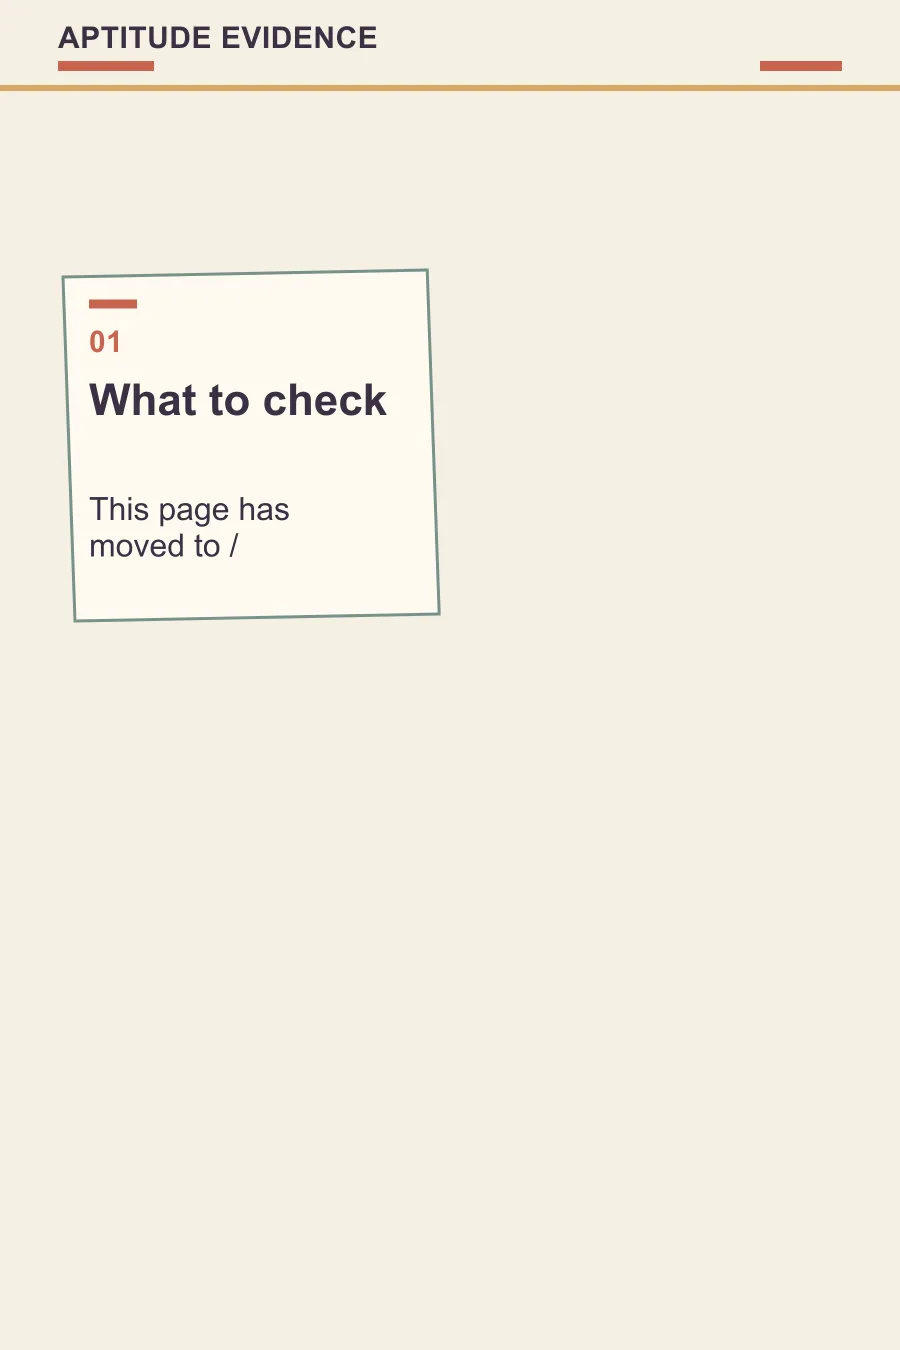 APTITUDE EVIDENCE
01
What to check
This page has
moved to /